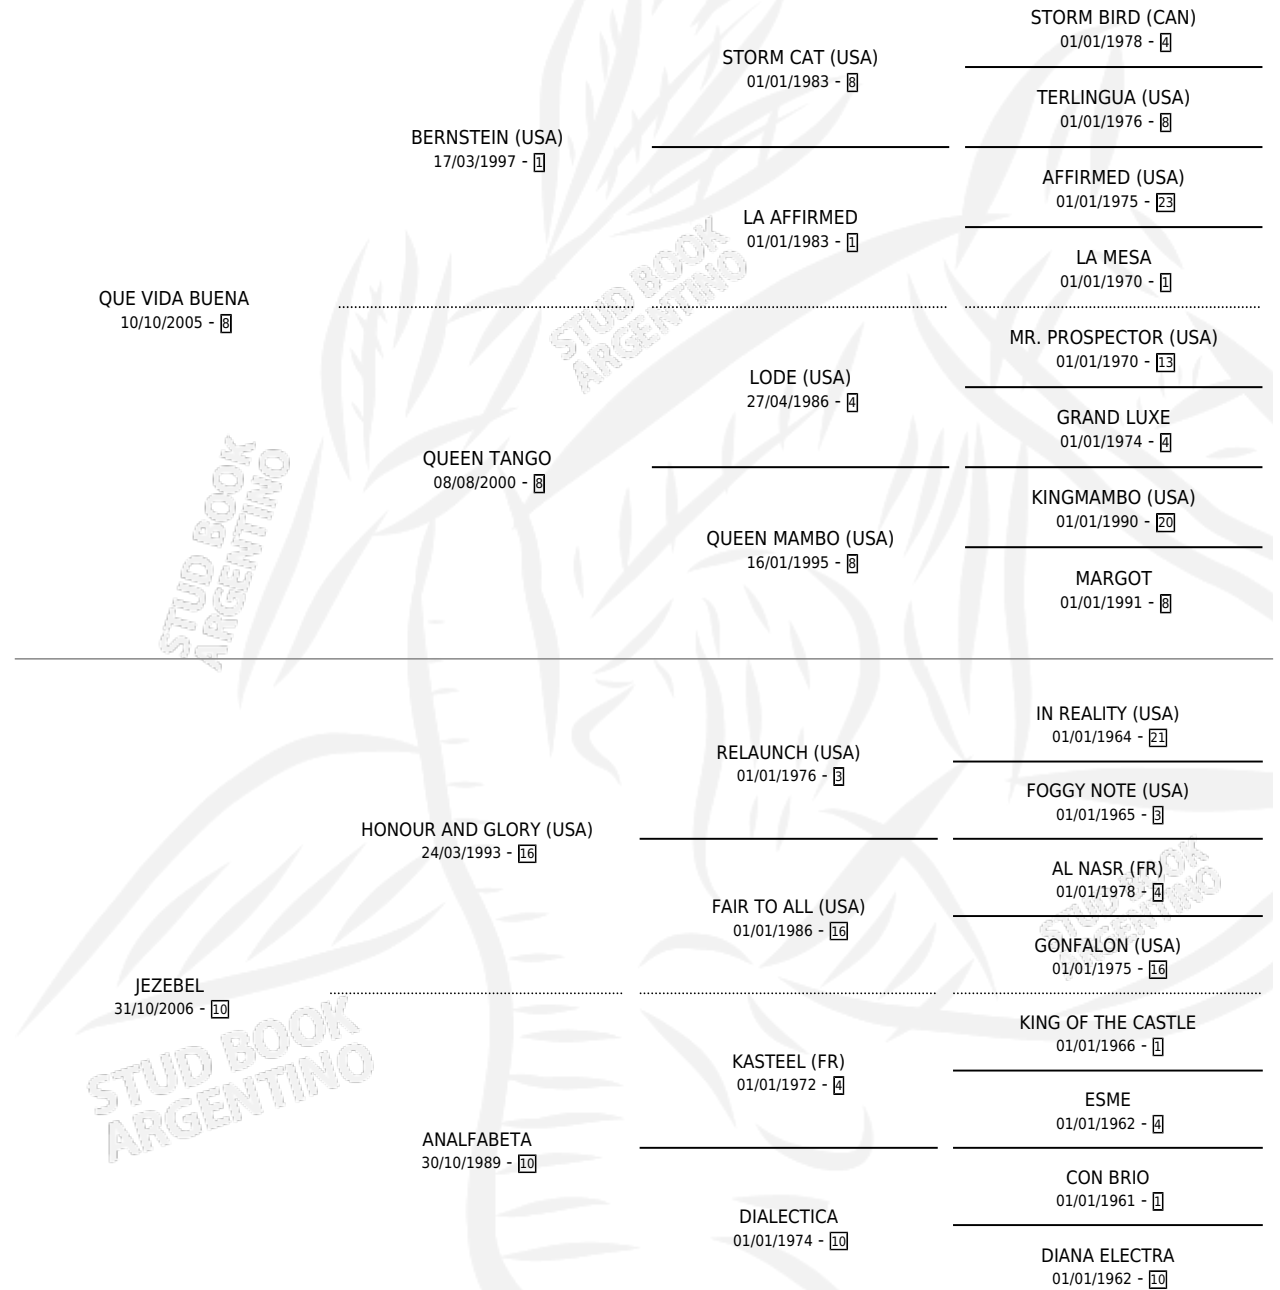 STORM BIRD (CAN)
01/01/1978 - 4
STORM CAT (USA)
01/01/1983 - 8
TERLINGUA (USA)
01/01/1976 - 8
BERNSTEIN (USA)
17/03/1997 - 1
AFFIRMED (USA)
01/01/1975 - 23
LA AFFIRMED
01/01/1983 - 1
LA MESA
01/01/1970 - 1
QUE VIDA BUENA
10/10/2005 - 8
MR. PROSPECTOR (USA)
01/01/1970 - 13
LODE (USA)
27/04/1986 - 4
GRAND LUXE
01/01/1974 - 4
QUEEN TANGO
08/08/2000 - 8
KINGMAMBO (USA)
01/01/1990 - 20
QUEEN MAMBO (USA)
16/01/1995 - 8
MARGOT
01/01/1991 - 8
IN REALITY (USA)
01/01/1964 - 21
RELAUNCH (USA)
01/01/1976 - 3
FOGGY NOTE (USA)
01/01/1965 - 3
HONOUR AND GLORY (USA)
24/03/1993 - 16
AL NASR (FR)
01/01/1978 - 4
FAIR TO ALL (USA)
01/01/1986 - 16
GONFALON (USA)
01/01/1975 - 16
JEZEBEL
31/10/2006 - 10
KING OF THE CASTLE
01/01/1966 - 1
KASTEEL (FR)
01/01/1972 - 4
ESME
01/01/1962 - 4
ANALFABETA
30/10/1989 - 10
CON BRIO
01/01/1961 - 1
DIALECTICA
01/01/1974 - 10
DIANA ELECTRA
01/01/1962 - 10
STUD BOOK
ARGENTINO
STUD BOOK
ARGENTINO
STUD BOOK
ARGENTINO
STUD BOOK
ARGENTINO